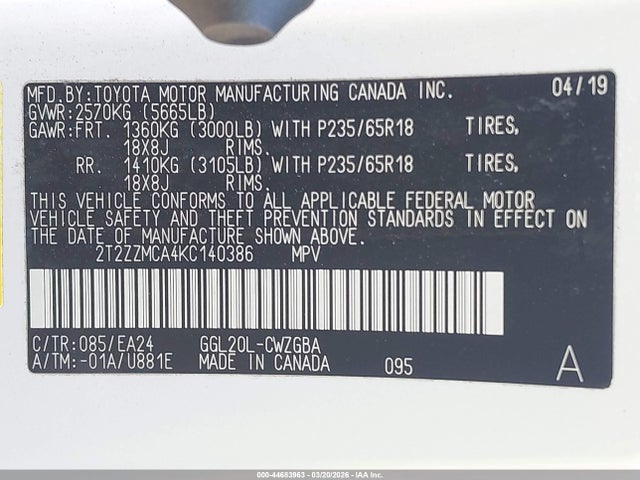 MFD.BY:TOYOTA MOTOR MANUFACTURING CANADA INC. 04/19
GVWR:2570KG (5665LB)
GAWR:FRT. 1360KG (3000LB) WITH P235/65R18 TIRES,
18X8J RIMS.
RR. 1410KG (3105LB) WITH P235/65R18 TIRES,
18X8J RIMS.
THIS VEHICLE CONFORMS TO ALL APPLICABLE FEDERAL MOTOR
VEHICLE SAFETY AND THEFT PREVENTION STANDARDS IN EFFECT ON
THE DATE OF MANUFACTURE SHOWN ABOVE.
2T2ZZMCA4KC140386 MPV
C/TR:085/EA24 GGL20L-CWZGBA
A/TM:-01A/U881E MADE IN CANADA 095 A
000-44683963 - 03/20/2026 - IAA Inc.